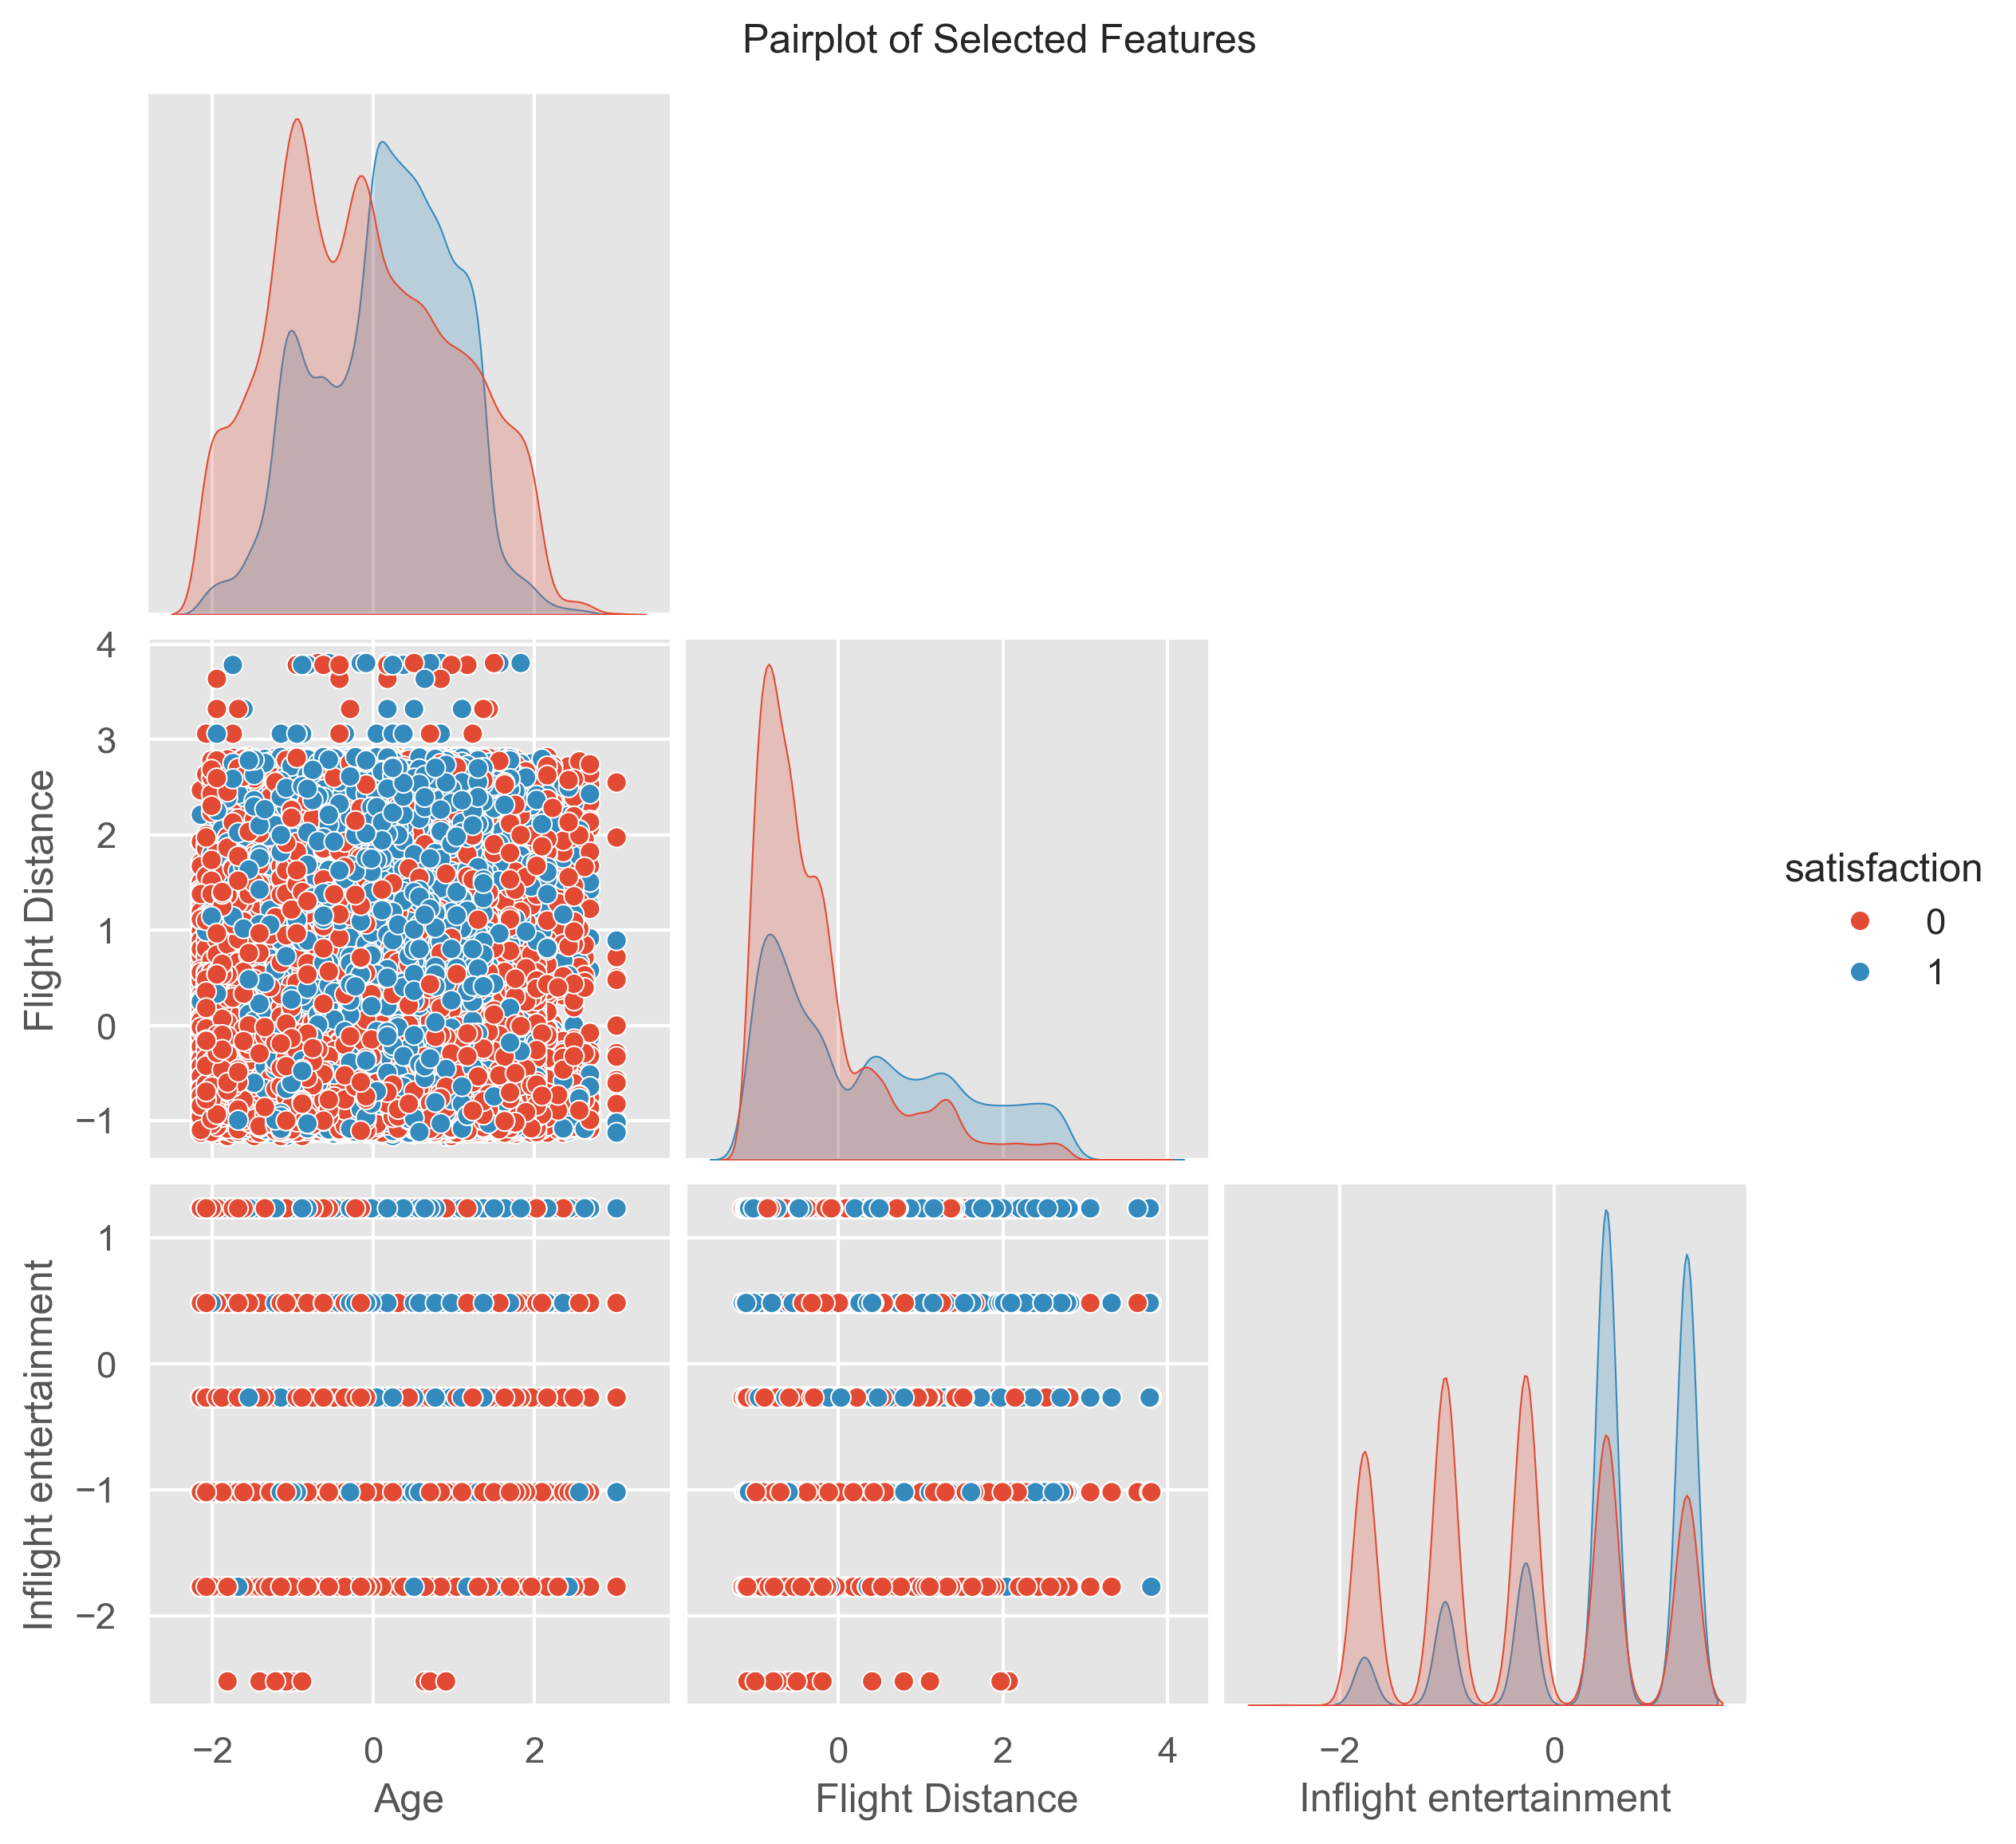 Pairplot of Selected Features
4
3
2
1
0
−1
Flight Distance
satisfaction
0
1
1
0
−1
−2
Inflight entertainment
−2 0 2
0 2 4
−2 0
Age
Flight Distance
Inflight entertainment